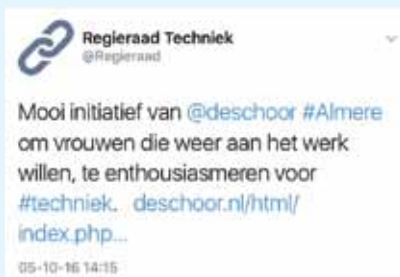 Regieraad Techniek
@Regieraad
Mooi initiatief van @deschoor #Almere
om vrouwen die weer aan het werk
willen, te enthousiasmeren voor
#techniek. deschoor.nl/html/
index.php...
05-10-16 14:15